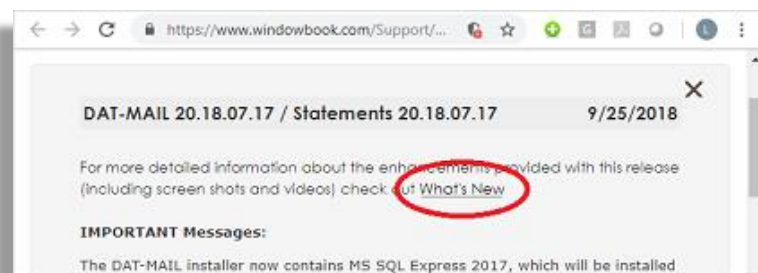 https://www.windowbook.com/Support/...
DAT-MAIL 20.18.07.17 / Statements 20.18.07.17 9/25/2018
For more detailed information about the enhancements provided with this release
(including screen shots and videos) check out What's New
IMPORTANT Messages:
The DAT-MAIL installer now contains MS SQL Express 2017, which will be installed